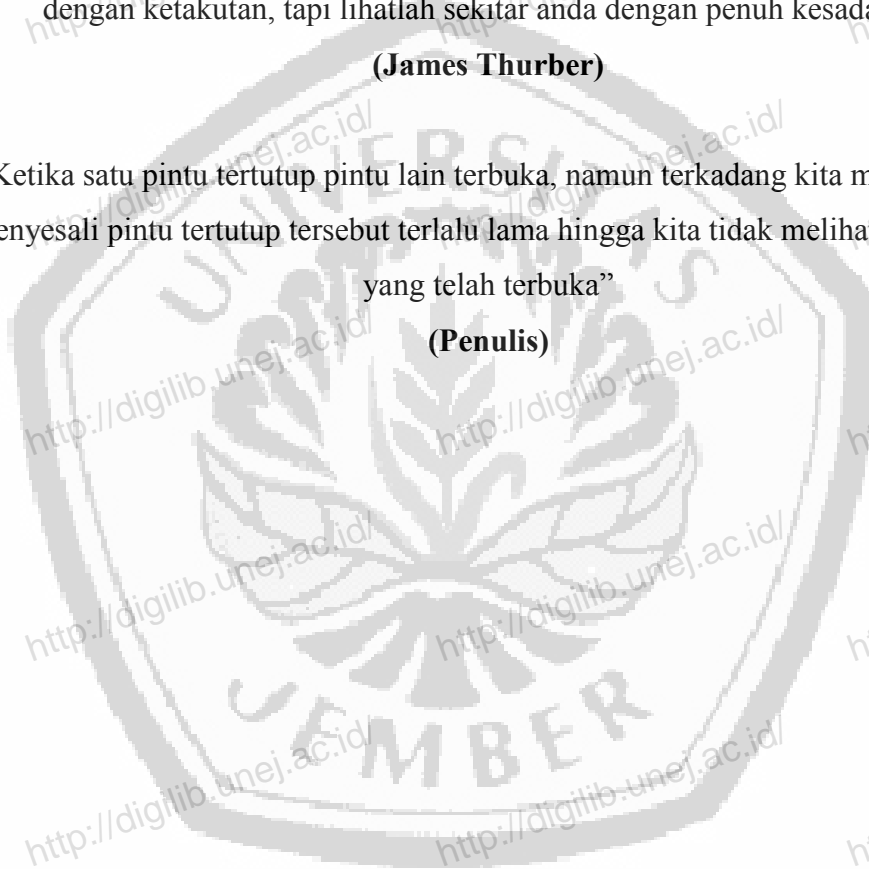 dengan ketakutan, tapi lihatlah sekitar anda dengan penuh
(James Thurber)
Ketika satu pintu tertutup pintu lain terbuka, namun terkadang kita
pintu tertutup tersebut terlalu lama hingga kita tidak
yang telah terbuka”
(Penulis)
UNIVERSITAS
JEMBER
http://digilib.unej.ac.id/
http://digilib.unej.ac.id/
http://digilib.unej.ac.id/
http://digilib.unej.ac.id/
http://digilib.unej.ac.id/
http://digilib.unej.ac.id/
http://digilib.unej.ac.id/
http://digilib.unej.ac.id/